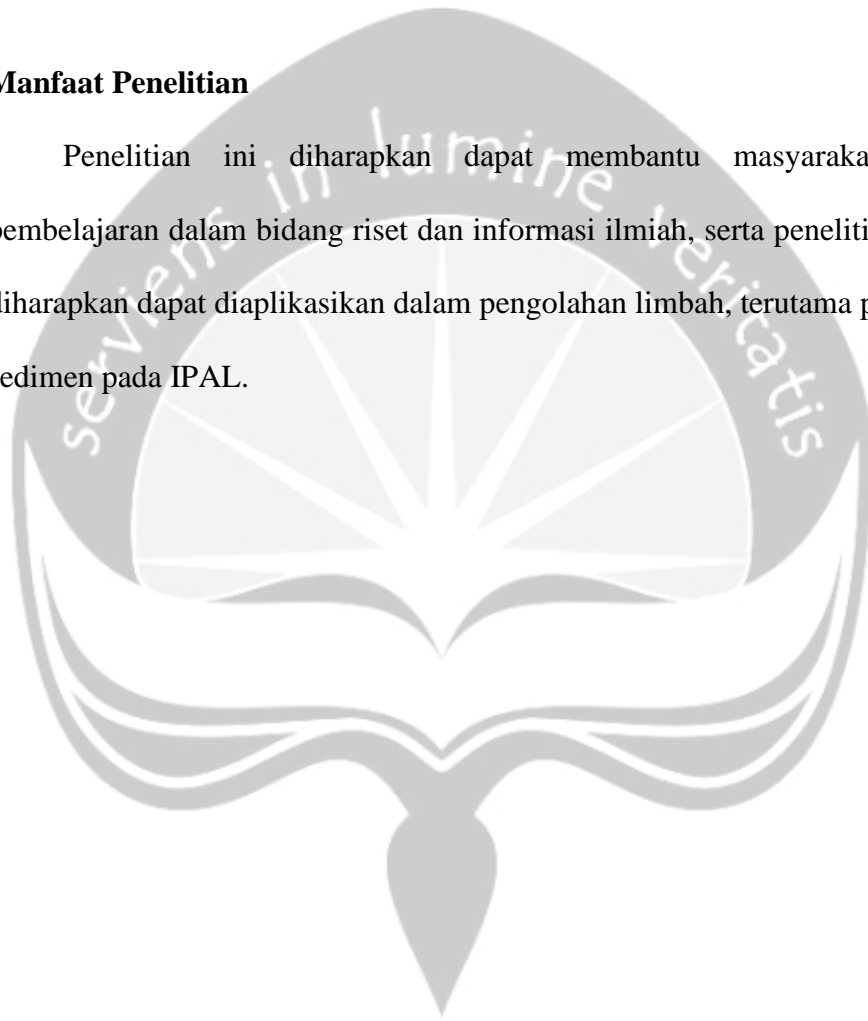 Manfaat Penelitian
Penelitian ini diharapkan dapat membantu masyaraka
pembelajaran dalam bidang riset dan informasi ilmiah, serta peneliti
diharapkan dapat diaplikasikan dalam pengolahan limbah, terutama p
sedimen pada IPAL.
serviens in lumine veritatis